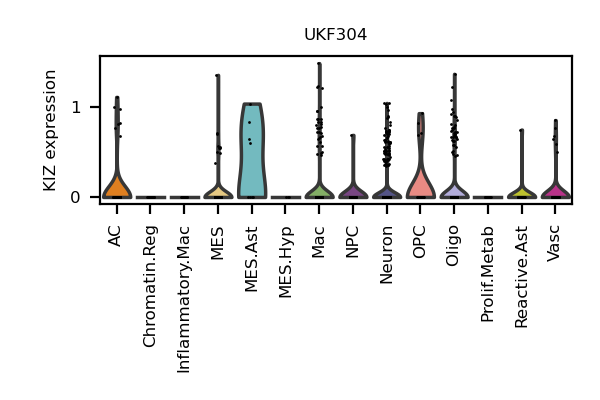 UKF304
KIZ expression
1
0
AC
Chromatin.Reg
Inflammatory.Mac
MES
MES.Ast
MES.Hyp
Mac
NPC
Neuron
OPC
Oligo
Prolif.Metab
Reactive.Ast
Vasc